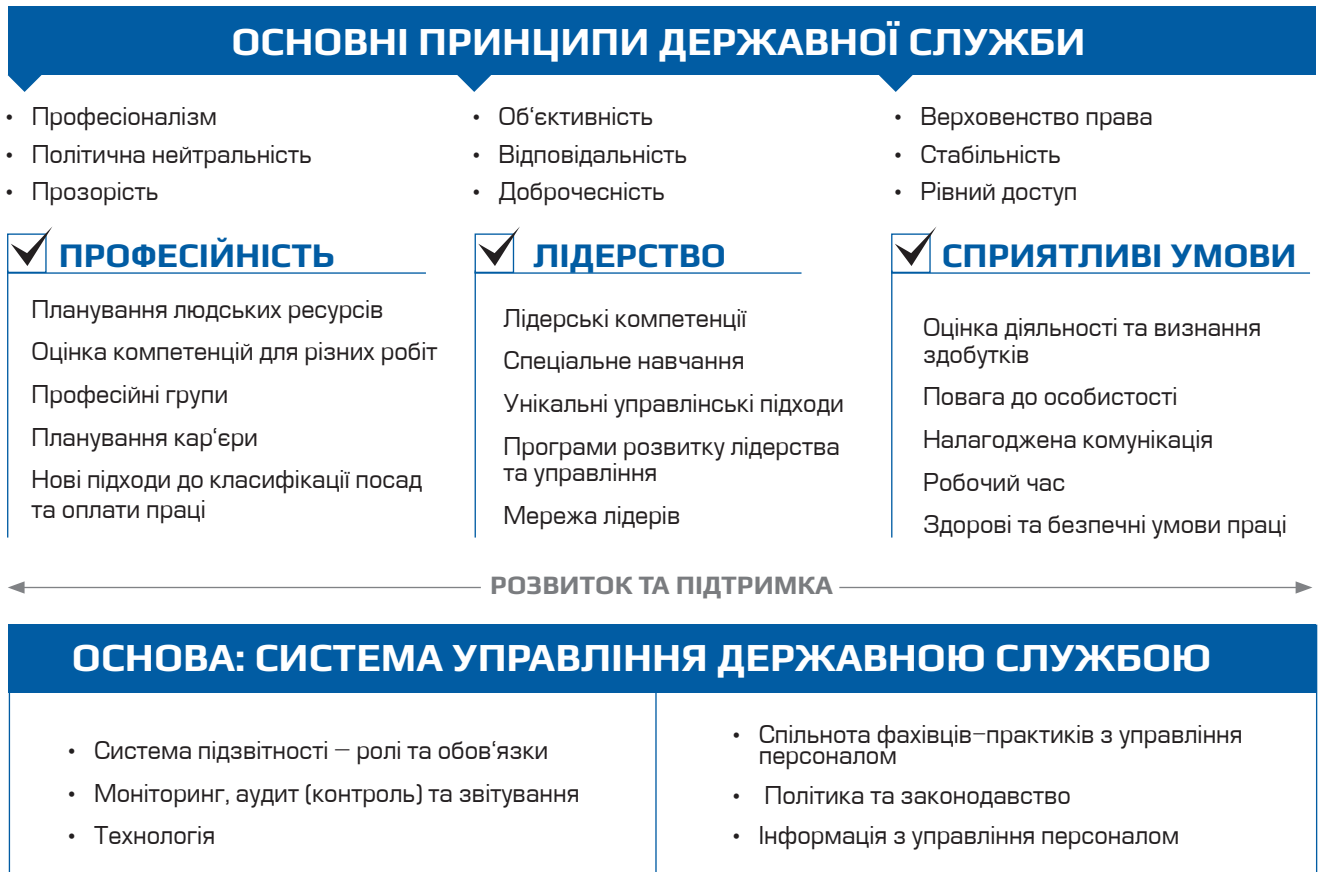 ОСНОВНІ ПРИНЦИПИ ДЕРЖАВНОЇ СЛУЖБИ
• Професіоналізм
• Політична нейтральність
• Прозорість
• Об‘єктивність
• Відповідальність
• Доброчесність
• Верховенство права
• Стабільність
• Рівний доступ
ПРОФЕСІЙНІСТЬ
Планування людських ресурсів
Оцінка компетенцій для різних робіт
Професійні групи
Планування кар‘єри
Нові підходи до класифікації посад
та оплати праці
ЛІДЕРСТВО
Лідерські компетенції
Спеціальне навчання
Унікальні управлінські підходи
Програми розвитку лідерства
та управління
Мережа лідерів
СПРИЯТЛИВІ УМОВИ
Оцінка діяльності та визнання
здобутків
Повага до особистості
Налагоджена комунікація
Робочий час
Здорові та безпечні умови праці
РОЗВИТОК ТА ПІДТРИМКА
ОСНОВА: СИСТЕМА УПРАВЛІННЯ ДЕРЖАВНОЮ СЛУЖБОЮ
• Система підзвітності – ролі та обов‘язки
• Моніторинг, аудит (контроль) та звітування
• Технологія
• Спільнота фахівців–практиків з управління
персоналом
• Політика та законодавство
• Інформація з управління персоналом